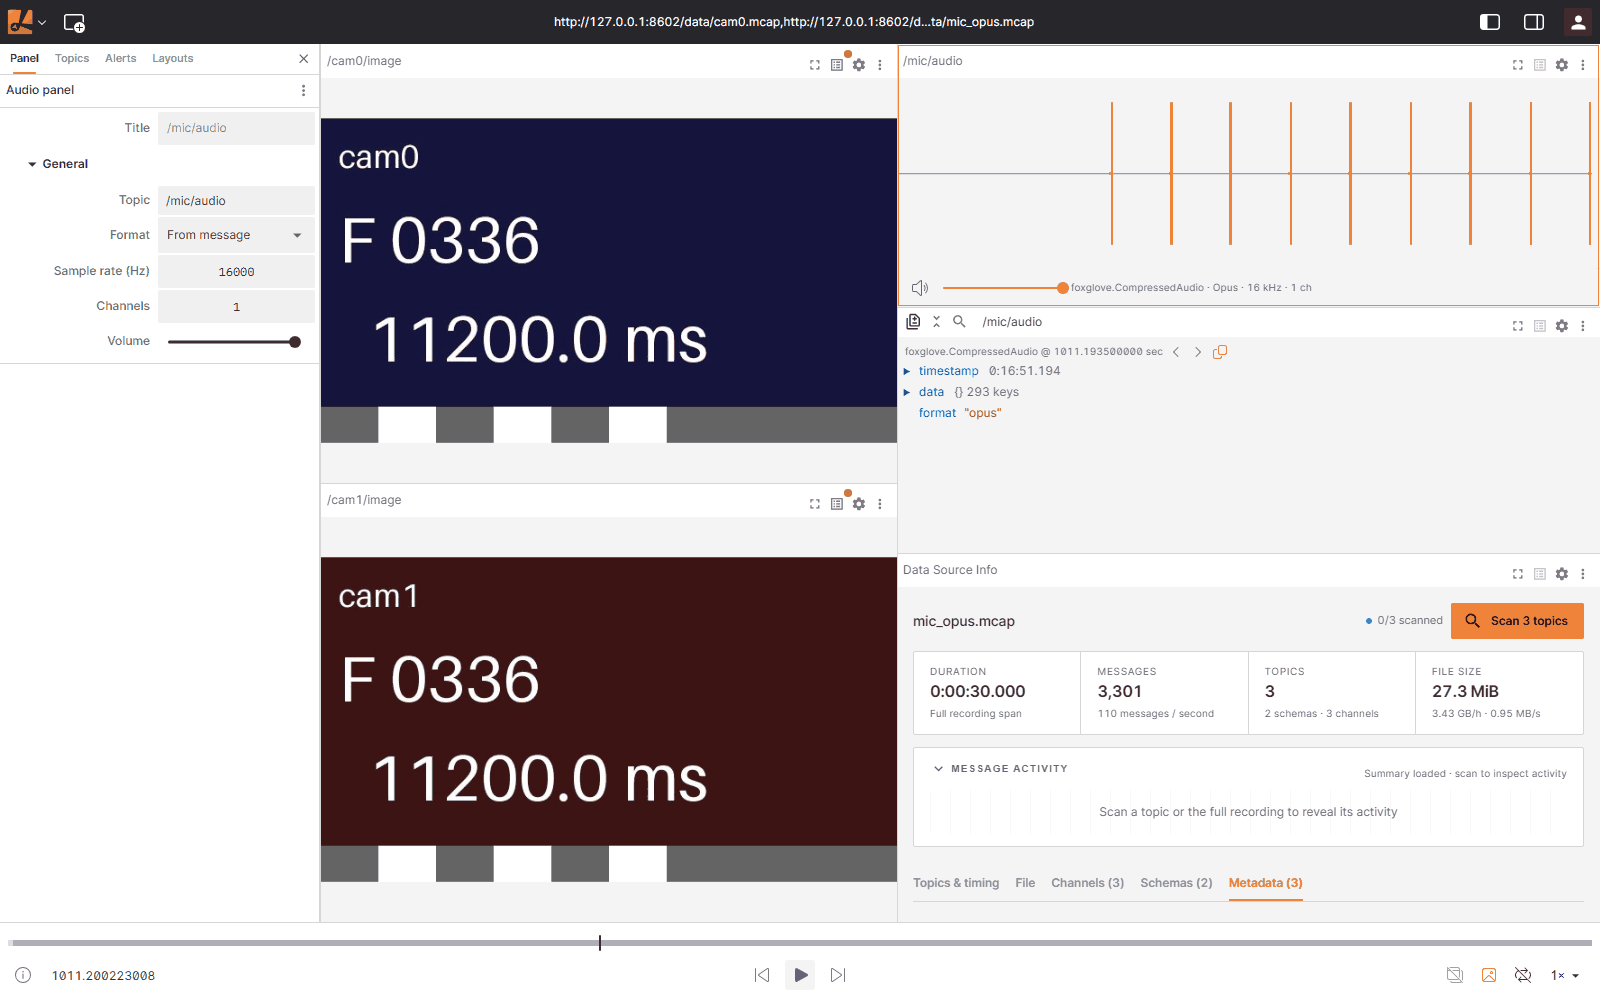 http://127.0.0.1:8602/data/cam0.mcap,http://127.0.0.1:8602/d…ta/mic_opus.mcap
Panel Topics Alerts Layouts
Audio panel
Title /mic/audio
General
Topic /mic/audio
Format From message
Sample rate (Hz) 16000
Channels 1
Volume
/cam0/image
cam0
F 0336
11200.0 ms
/cam1/image
cam1
F 0336
11200.0 ms
/mic/audio
foxglove.CompressedAudio · Opus · 16 kHz · 1 ch
/mic/audio
foxglove.CompressedAudio @ 1011.193500000 sec
timestamp 0:16:51.194
data {} 293 keys
format "opus"
Data Source Info
mic_opus.mcap
0/3 scanned
Scan 3 topics
DURATION
0:00:30.000
Full recording span
MESSAGES
3,301
110 messages / second
TOPICS
3
2 schemas · 3 channels
FILE SIZE
27.3 MiB
3.43 GB/h · 0.95 MB/s
MESSAGE ACTIVITY
Summary loaded · scan to inspect activity
Scan a topic or the full recording to reveal its activity
Topics & timing File Channels (3) Schemas (2) Metadata (3)
1011.200223008
1×